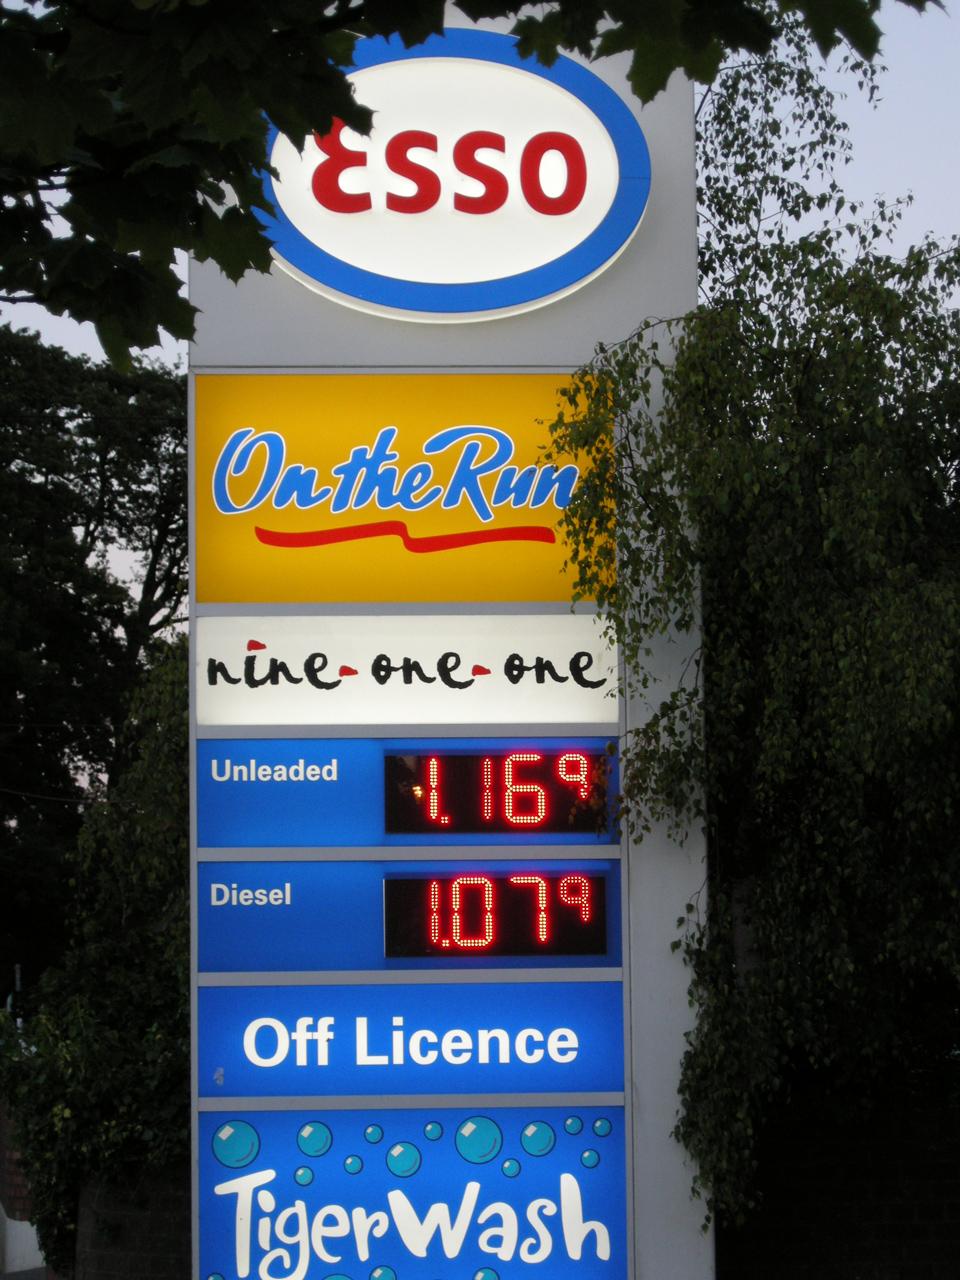 Esso
On the Run
nine-one-one
Unleaded 1.169
Diesel 1.079
Off Licence
TigerWash